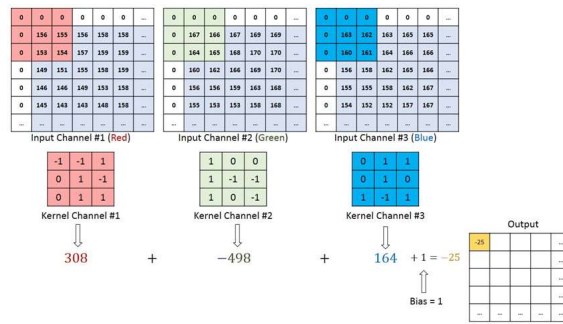 0 0 0 0 0 0 ...
0 156 155 156 158 158 ...
0 153 154 157 159 159 ...
0 149 151 155 158 159 ...
0 146 146 149 153 158 ...
0 145 143 143 148 158 ...
... ... ... ... ... ... ...
Input Channel #1 (Red)
0 0 0 0 0 0 ...
0 167 166 167 169 169 ...
0 164 165 168 170 170 ...
0 160 162 166 169 170 ...
0 156 156 159 163 168 ...
0 155 153 153 158 168 ...
... ... ... ... ... ... ...
Input Channel #2 (Green)
0 0 0 0 0 0 ...
0 163 162 163 165 165 ...
0 160 161 164 166 166 ...
0 156 158 162 165 166 ...
0 155 155 158 162 167 ...
0 154 152 152 157 167 ...
... ... ... ... ... ... ...
Input Channel #3 (Blue)
-1 -1 1
0 1 -1
0 1 1
Kernel Channel #1
1 0 0
1 -1 -1
1 0 -1
Kernel Channel #2
0 1 1
0 1 0
1 -1 1
Kernel Channel #3
308 + −498 + 164 + 1 = −25
Bias = 1
Output
-25 ...
...
...
...
... ... ... ... ...